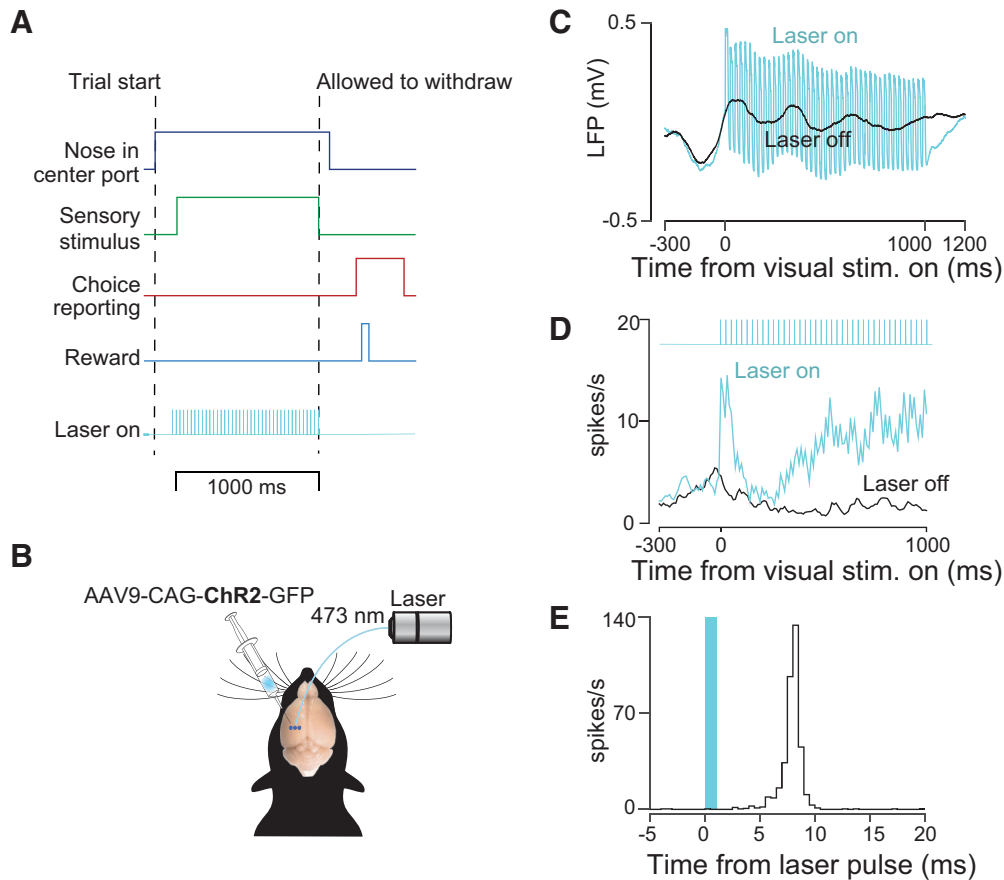 A
Trial start
Allowed to withdraw
Nose in
center port
Sensory
stimulus
Choice
reporting
Reward
Laser on
1000 ms
B
AAV9-CAG-ChR2-GFP
473 nm
Laser
C
0.5
LFP (mV)
-0.5
Laser on
Laser off
-300
0
1000
1200
Time from visual stim. on (ms)
D
20
10
0
spikes/s
Laser on
Laser off
-300
0
1000
Time from visual stim. on (ms)
E
140
70
0
spikes/s
-5
0
5
10
20
Time from laser pulse (ms)